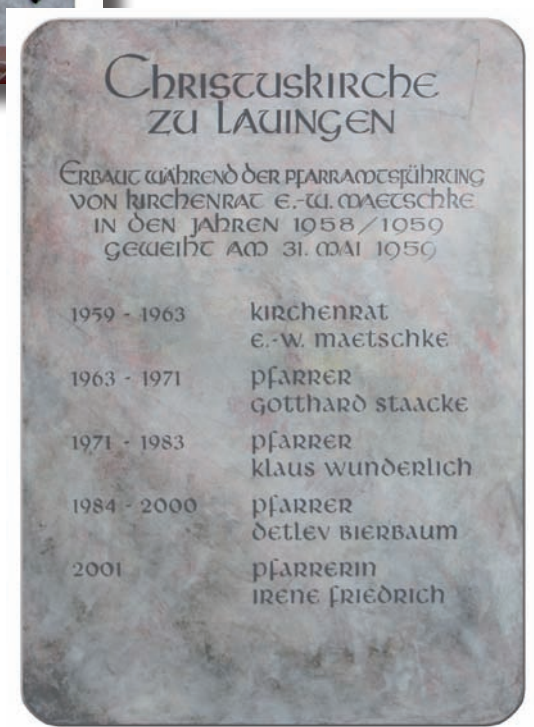 Christuskirche
zu Lauingen
Erbaut während der Pfarramtsführung
von Kirchenrat E.-W. Maetschke
in den Jahren 1958/1959
geweiht am 31. Mai 1959
1959 - 1963 Kirchenrat
E.-W. Maetschke
1963 - 1971 Pfarrer
Gotthard Staacke
1971 - 1983 Pfarrer
Klaus Wunderlich
1984 - 2000 Pfarrer
Detlev Bierbaum
2001 Pfarrerin
Irene Friedrich